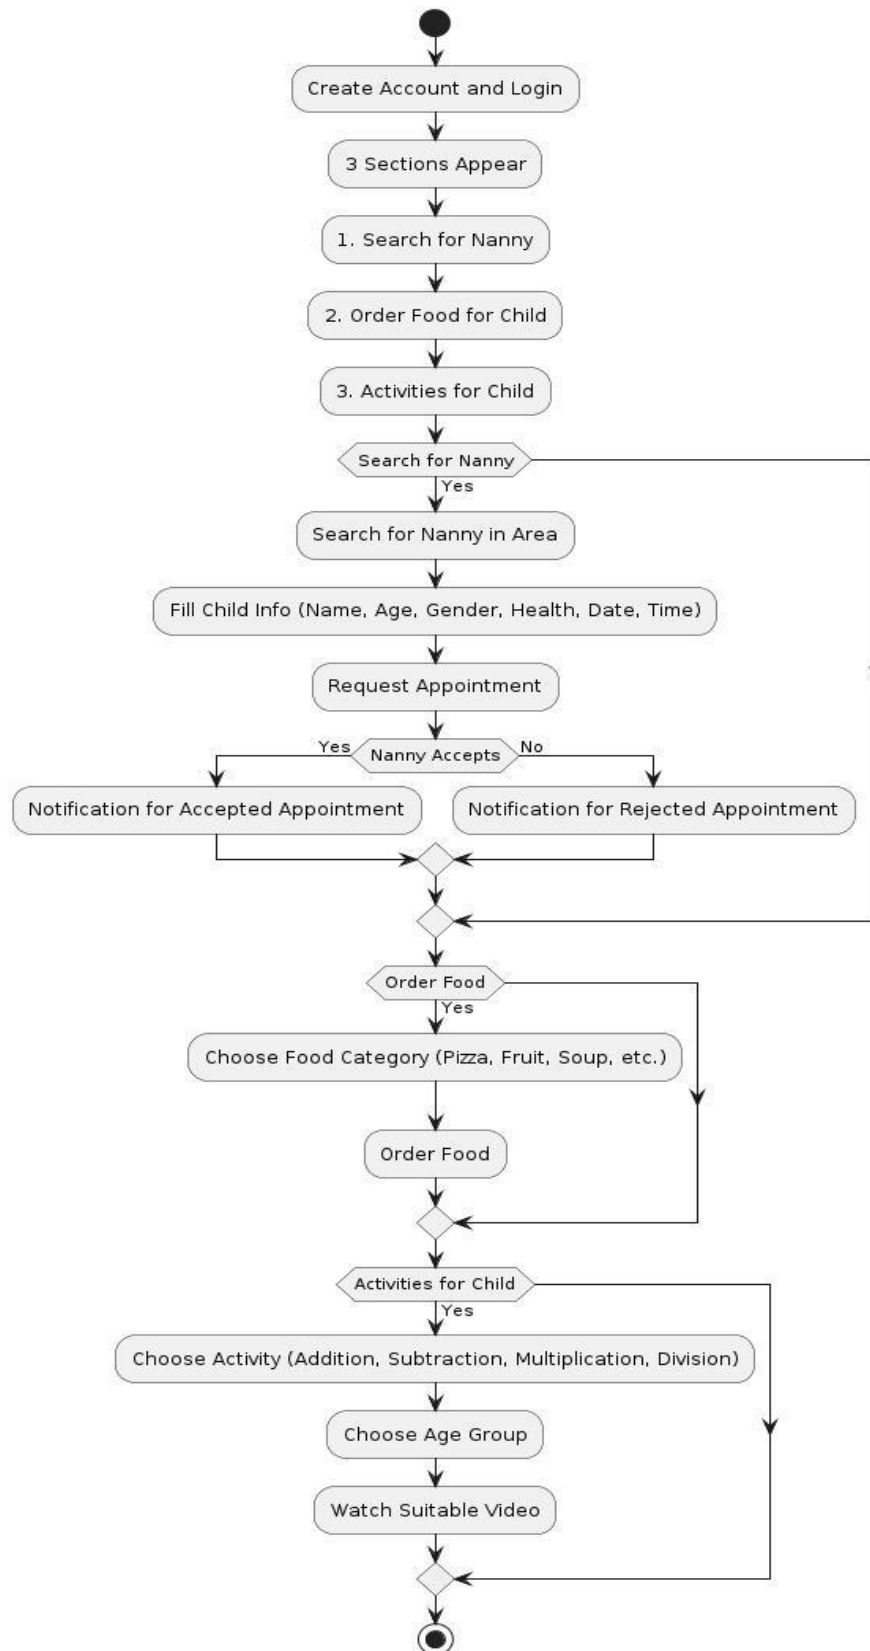 Create Account and Login
3 Sections Appear
1. Search for Nanny
2. Order Food for Child
3. Activities for Child
Search for Nanny
Yes
Search for Nanny in Area
Fill Child Info (Name, Age, Gender, Health, Date, Time)
Request Appointment
Yes
Nanny Accepts
No
Notification for Accepted Appointment
Notification for Rejected Appointment
Order Food
Yes
Choose Food Category (Pizza, Fruit, Soup, etc.)
Order Food
Activities for Child
Yes
Choose Activity (Addition, Subtraction, Multiplication, Division)
Choose Age Group
Watch Suitable Video